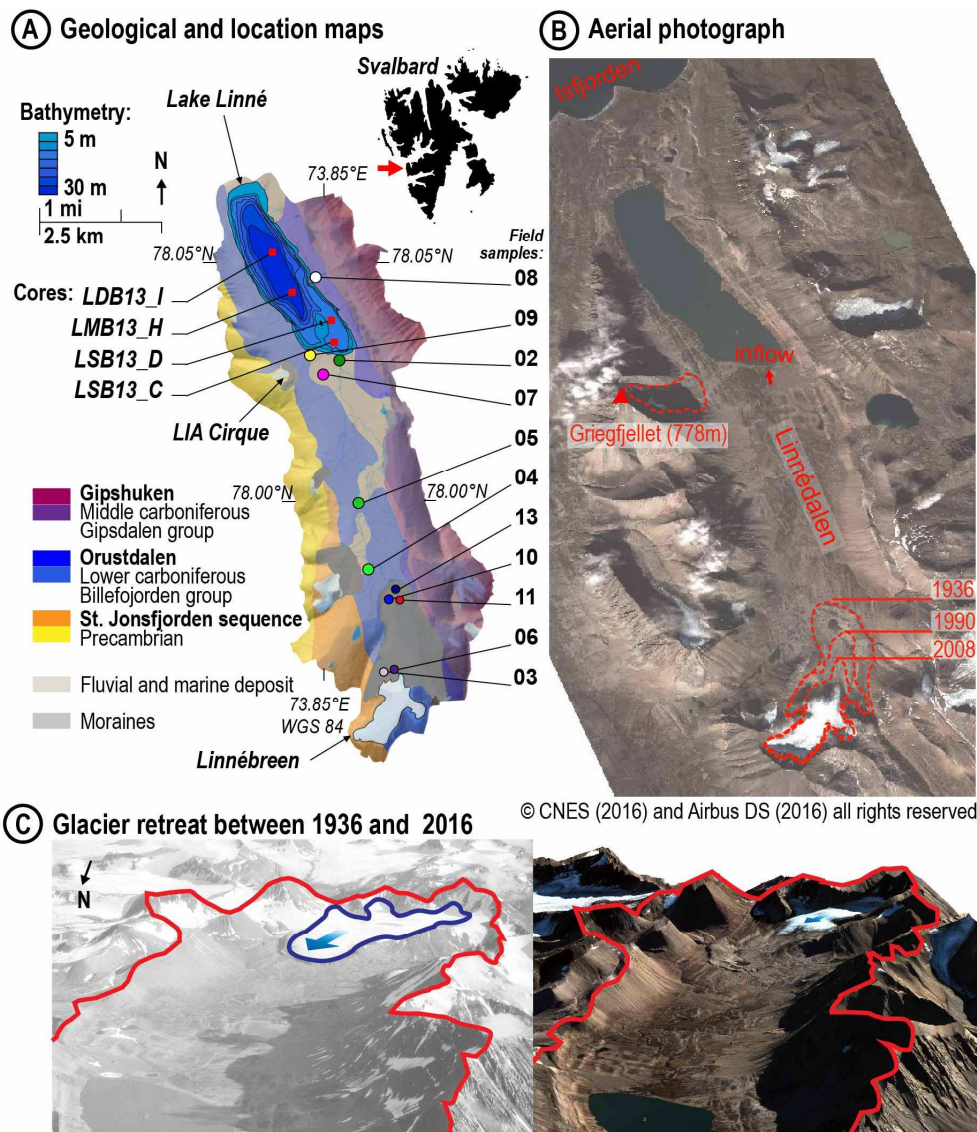 A Geological and location maps
Svalbard
Lake Linné
Bathymetry:
5 m
30 m
N
1 mi
2.5 km
73.85°E
78.05°N
78.05°N
Field
samples:
08
09
02
07
05
04
13
10
11
06
03
Cores:
LDB13_I
LMB13_H
LSB13_D
LSB13_C
LIA Cirque
78.00°N
78.00°N
Gipshuken
Middle carboniferous
Gipsdalen group
Orustdalen
Lower carboniferous
Billefojorden group
St. Jonsfjorden sequence
Precambrian
Fluvial and marine deposit
Moraines
73.85°E
WGS 84
Linnébreen
B Aerial photograph
Isfjorden
inflow
Griegfjellet (778m)
Linnédalen
1936
1990
2008
© CNES (2016) and Airbus DS (2016) all rights reserved
C Glacier retreat between 1936 and 2016
N